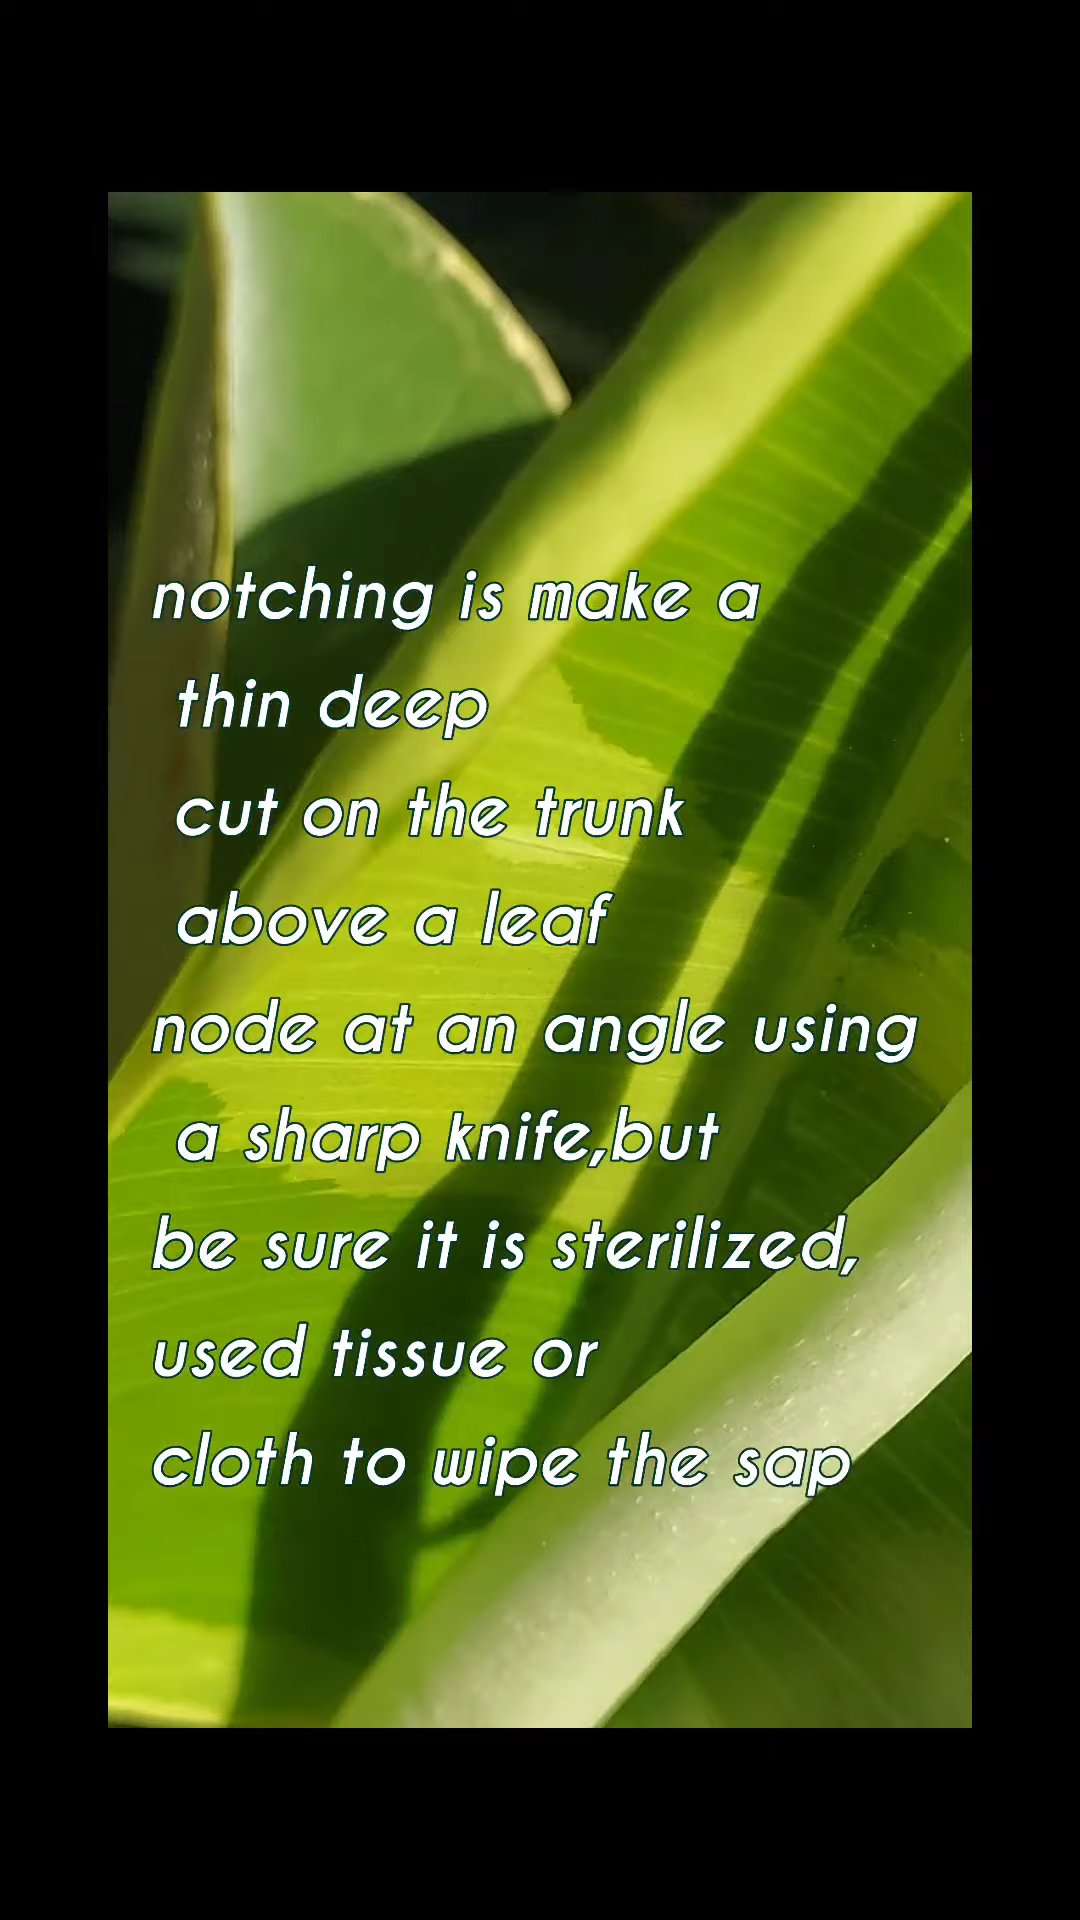 notching is make a
thin deep
cut on the trunk
above a leaf
node at an angle using
a sharp knife,but
be sure it is sterilized,
used tissue or
cloth to wipe the sap